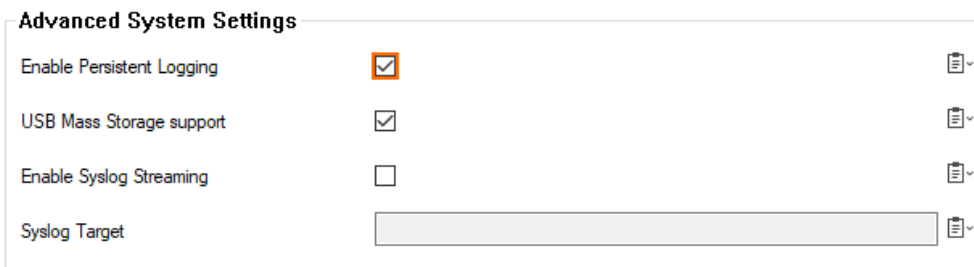 Advanced System Settings
Enable Persistent Logging
USB Mass Storage support
Enable Syslog Streaming
Syslog Target